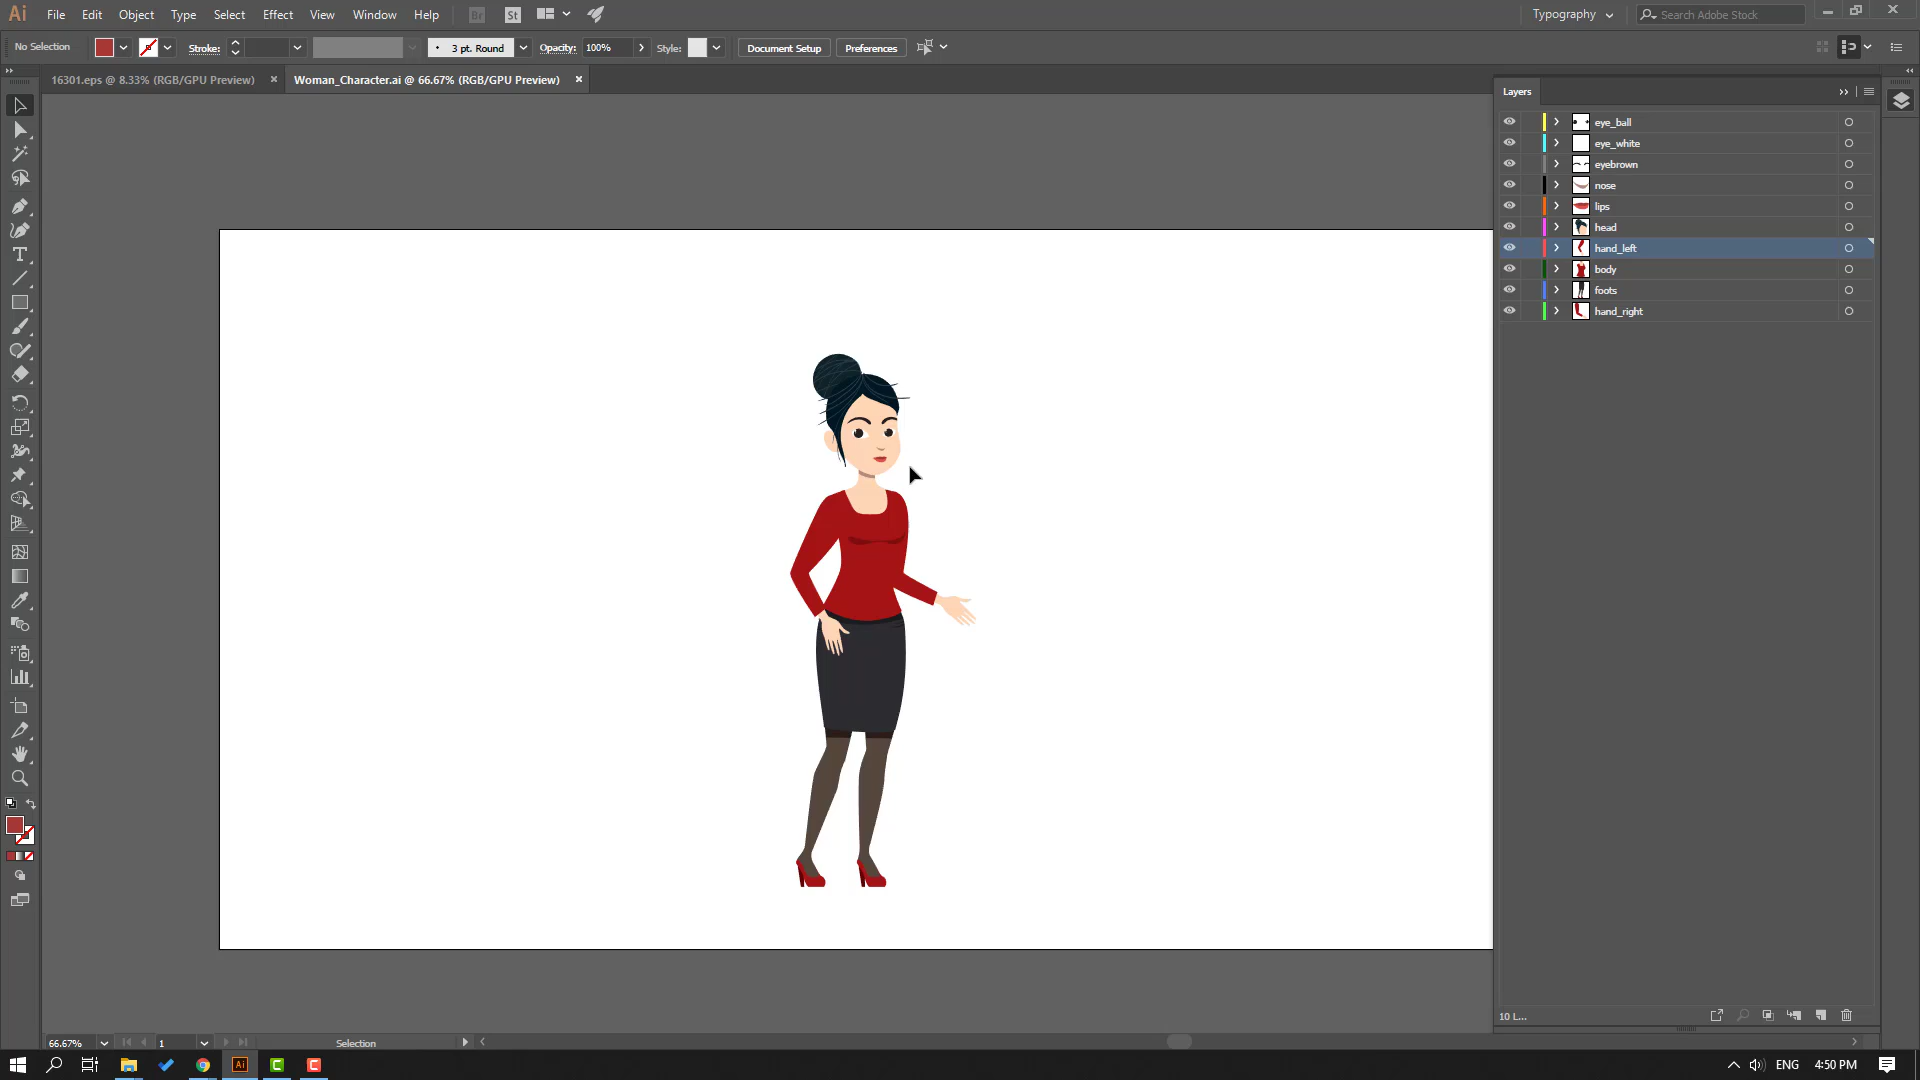 Ai File Edit Object Type Select Effect View Window Help Br St Typography Search Adobe Stock
No Selection Stroke: 3 pt. Round Opacity: 100% Style: Document Setup Preferences
16301.eps @ 8.33% (RGB/GPU Preview) Woman_Character.ai @ 66.67% (RGB/GPU Preview)
Layers
eye_ball
eye_white
eyebrown
nose
lips
head
hand_left
body
foots
hand_right
10 L...
66.67% 1 Selection
Ai ENG 4:50 PM